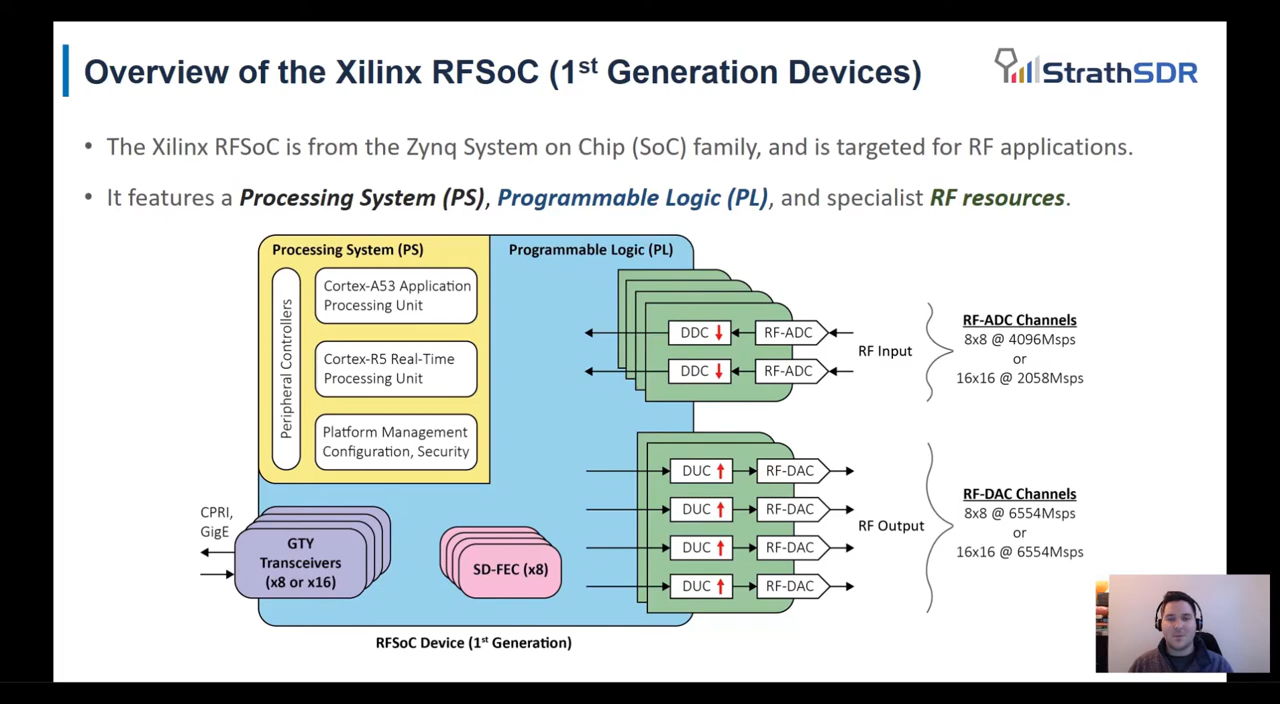 Overview of the Xilinx RFSoC (1st Generation Devices)
StrathSDR
• The Xilinx RFSoC is from the Zynq System on Chip (SoC) family, and is targeted for RF applications.
• It features a Processing System (PS), Programmable Logic (PL), and specialist RF resources.
Processing System (PS)
Peripheral Controllers
Cortex-A53 Application
Processing Unit
Cortex-R5 Real-Time
Processing Unit
Platform Management
Configuration, Security
Programmable Logic (PL)
DDC
RF-ADC
DDC
RF-ADC
RF Input
RF-ADC Channels
8x8 @ 4096Msps
or
16x16 @ 2058Msps
DUC
RF-DAC
DUC
RF-DAC
DUC
RF-DAC
DUC
RF-DAC
RF Output
RF-DAC Channels
8x8 @ 6554Msps
or
16x16 @ 6554Msps
CPRI,
GigE
GTY
Transceivers
(x8 or x16)
SD-FEC (x8)
RFSoC Device (1st Generation)